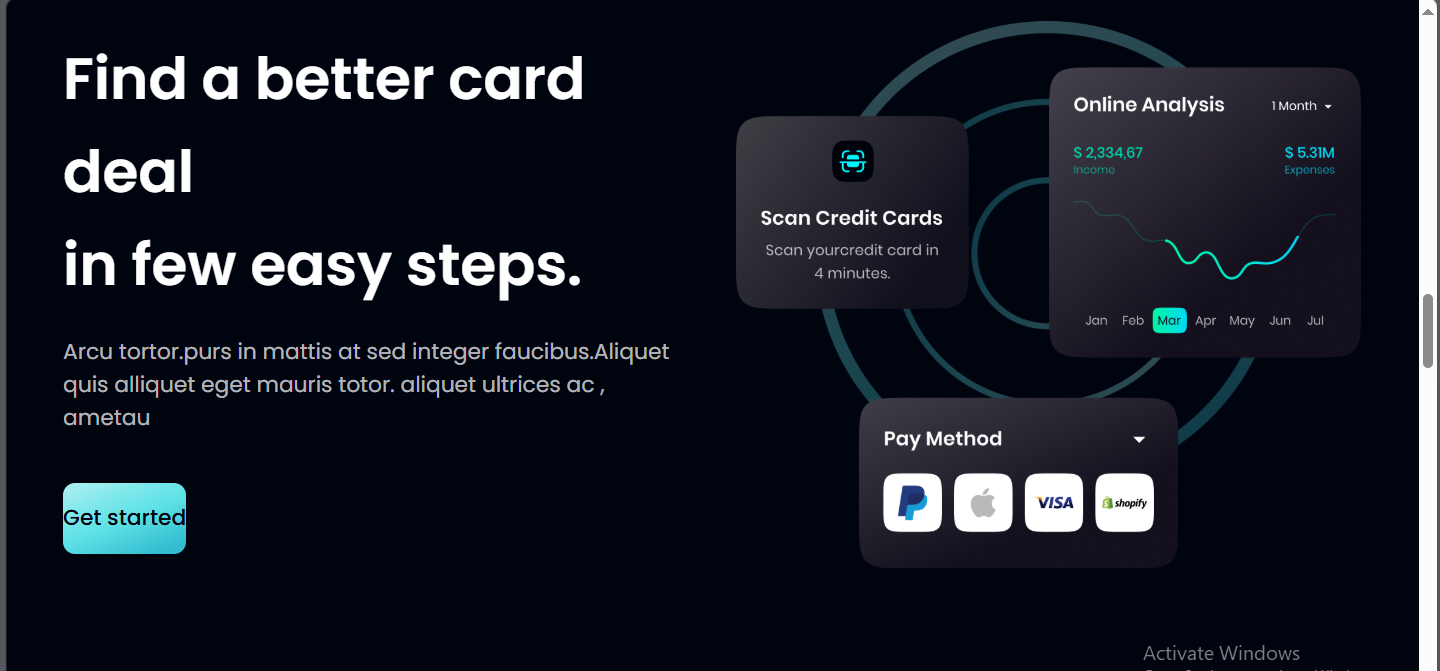 Find a better card
deal
in few easy steps.
Arcu tortor.purs in mattis at sed integer faucibus.Aliquet
quis alliquet eget mauris totor. aliquet ultrices ac ,
ametau
Get started
Scan Credit Cards
Scan yourcredit card in
4 minutes.
Online Analysis
1 Month
$ 2,334,67
$ 5.31M
Income
Expenses
Jan Feb Mar Apr May Jun Jul
Pay Method
VISA
shopify
Activate Windows